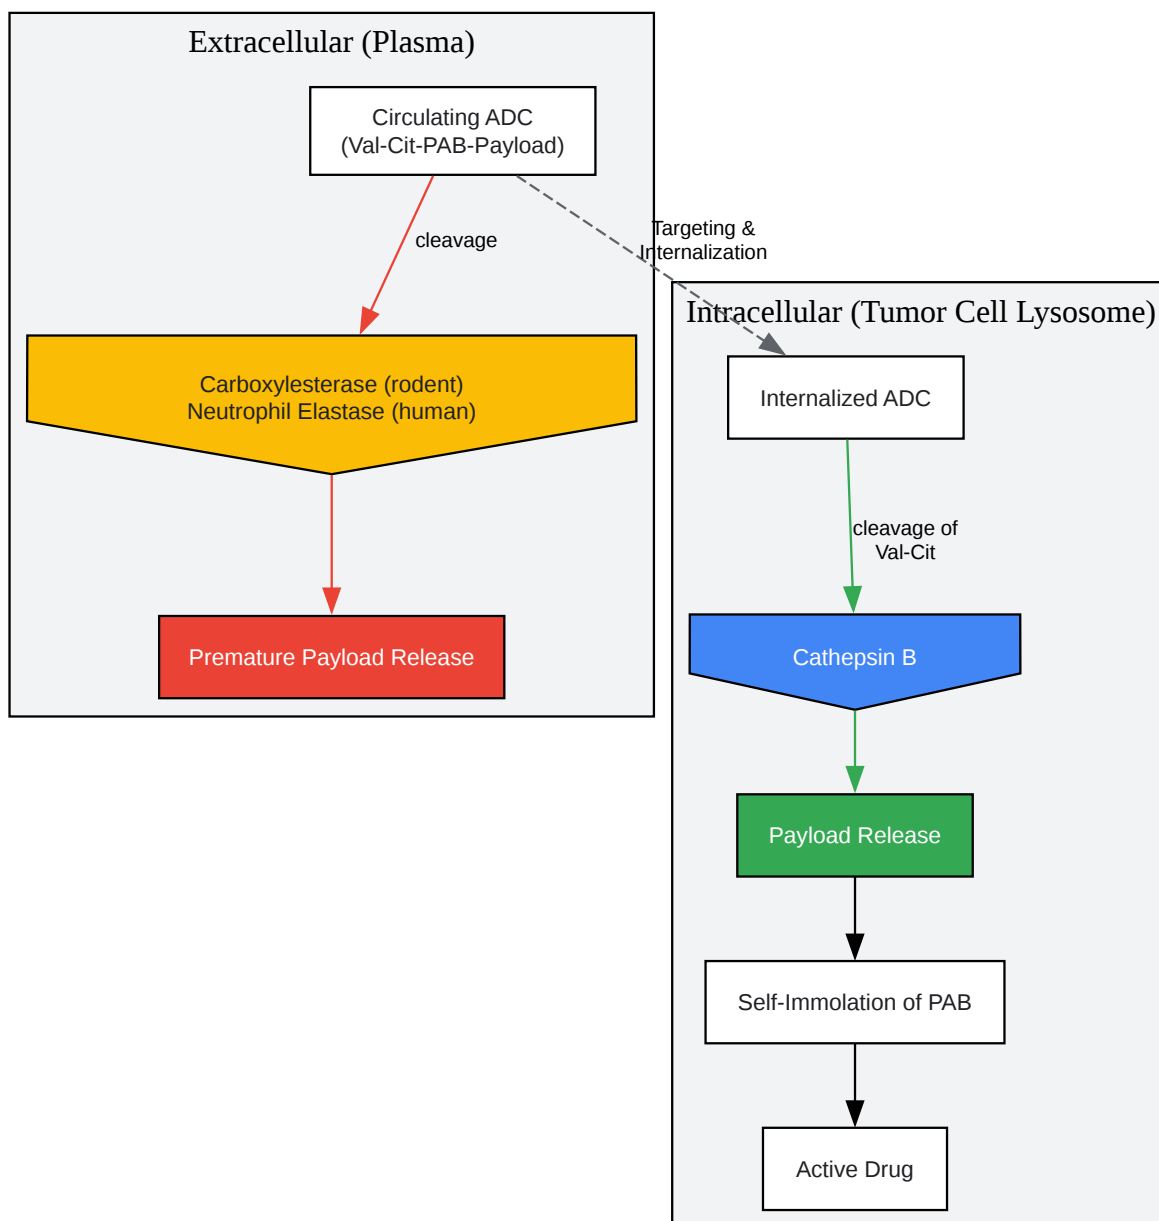 Extracellular (Plasma)
Circulating ADC
(Val-Cit-PAB-Payload)
cleavage
Targeting &
Internalization
Carboxylesterase (rodent)
Neutrophil Elastase (human)
Premature Payload Release
Intracellular (Tumor Cell Lysosome)
Internalized ADC
cleavage of
Val-Cit
Cathepsin B
Payload Release
Self-Immolation of PAB
Active Drug